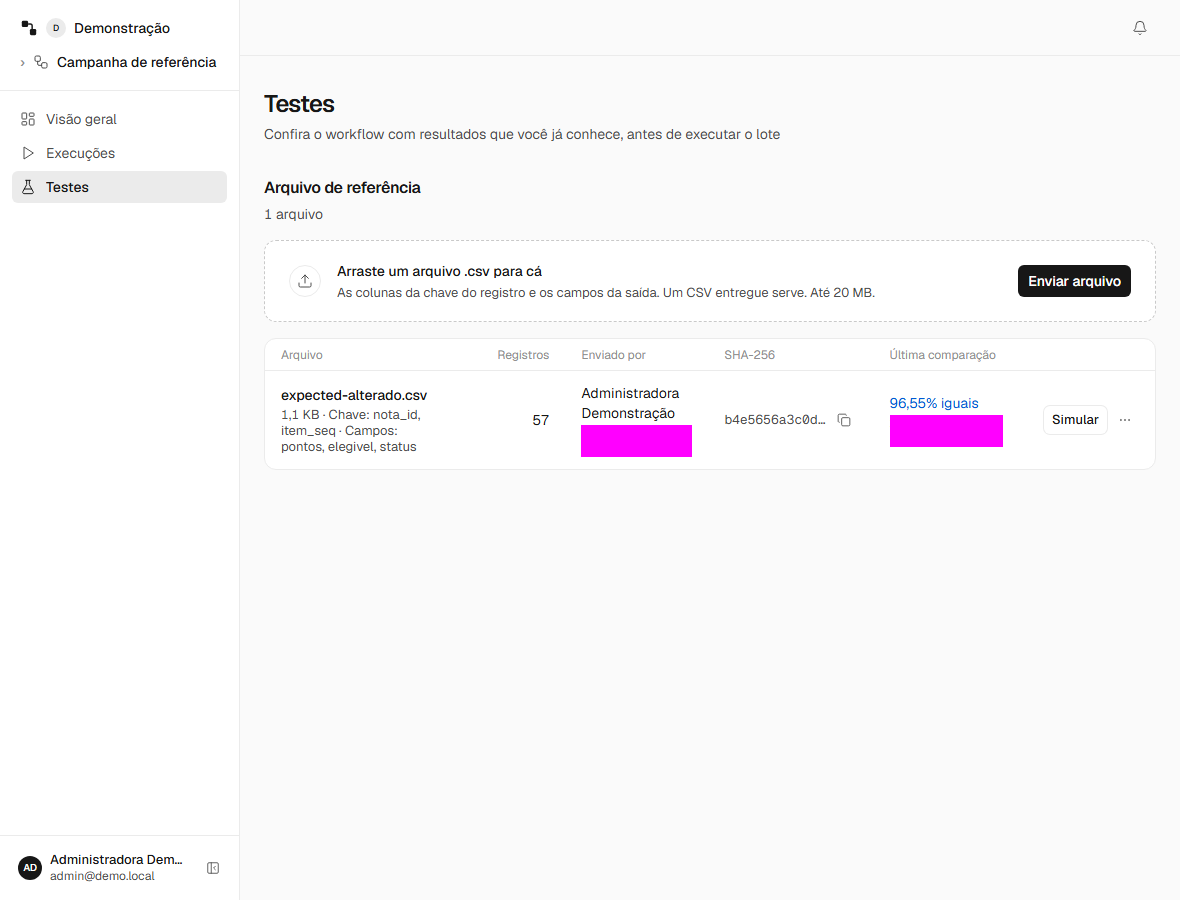 D Demonstração
Campanha de referência
Visão geral
Execuções
Testes
Testes
Confira o workflow com resultados que você já conhece, antes de executar o lote
Arquivo de referência
1 arquivo
Arraste um arquivo .csv para cá
As colunas da chave do registro e os campos da saída. Um CSV entregue serve. Até 20 MB.
Enviar arquivo
Arquivo Registros Enviado por SHA-256 Última comparação
expected-alterado.csv
1,1 KB · Chave: nota_id,
item_seq · Campos:
pontos, elegivel, status
57
Administradora
Demonstração
b4e5656a3c0d…
96,55% iguais
Simular
AD
Administradora Dem…
admin@demo.local